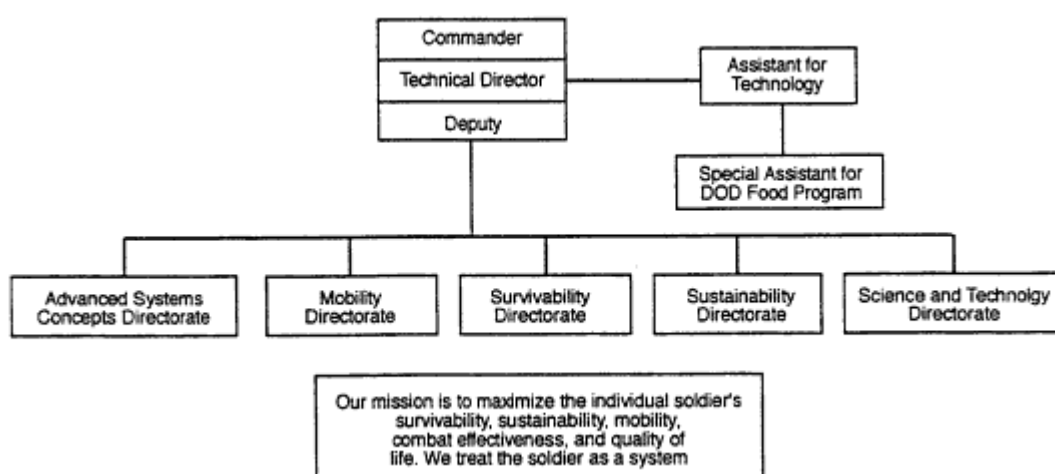 Commander
Technical Director
Deputy
Assistant for
Technology
Special Assistant for
DOD Food Program
Advanced Systems
Concepts Directorate
Mobility
Directorate
Survivability
Directorate
Sustainability
Directorate
Science and Technolgy
Directorate
Our mission is to maximize the individual soldier's
survivability, sustainability, mobility,
combat effectiveness, and quality of
life. We treat the soldier as a system